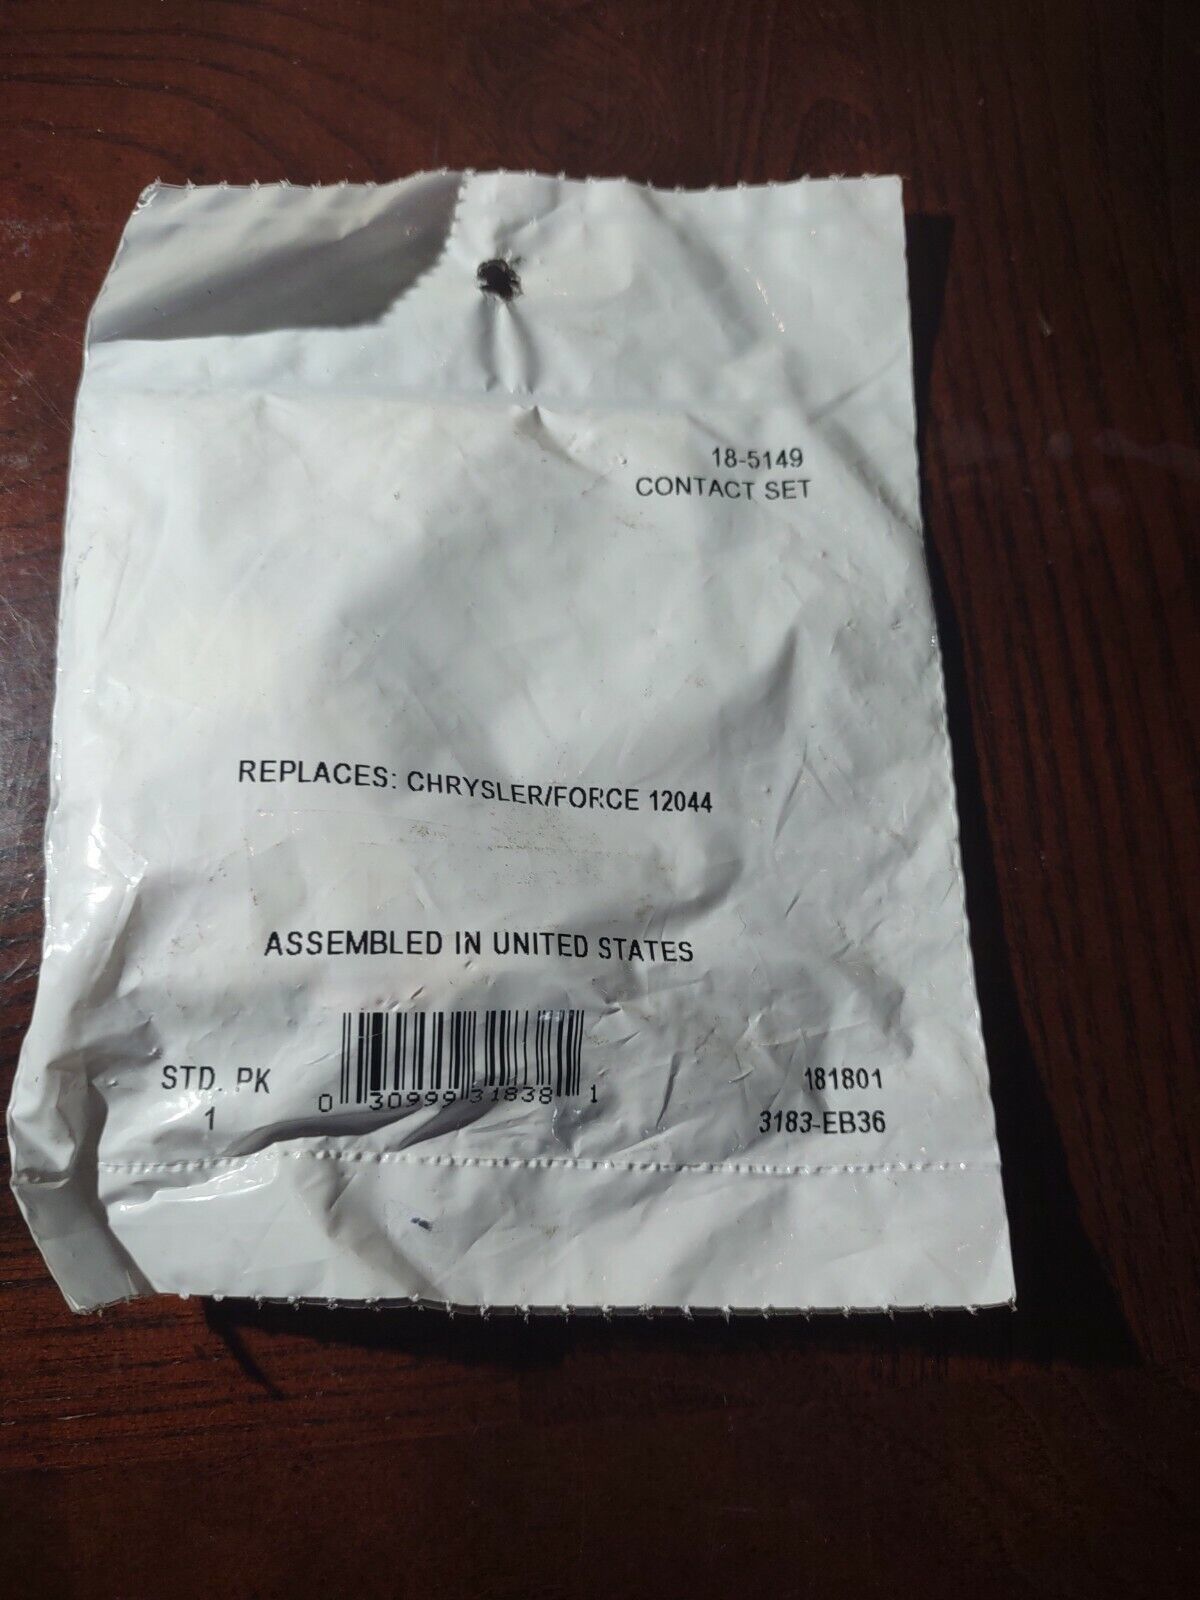 18-5149
CONTACT SET
REPLACES: CHRYSLER/FORCE 12044
ASSEMBLED IN UNITED STATES
STD. PK
1
0 30999 31838 1
181801
3183-EB36